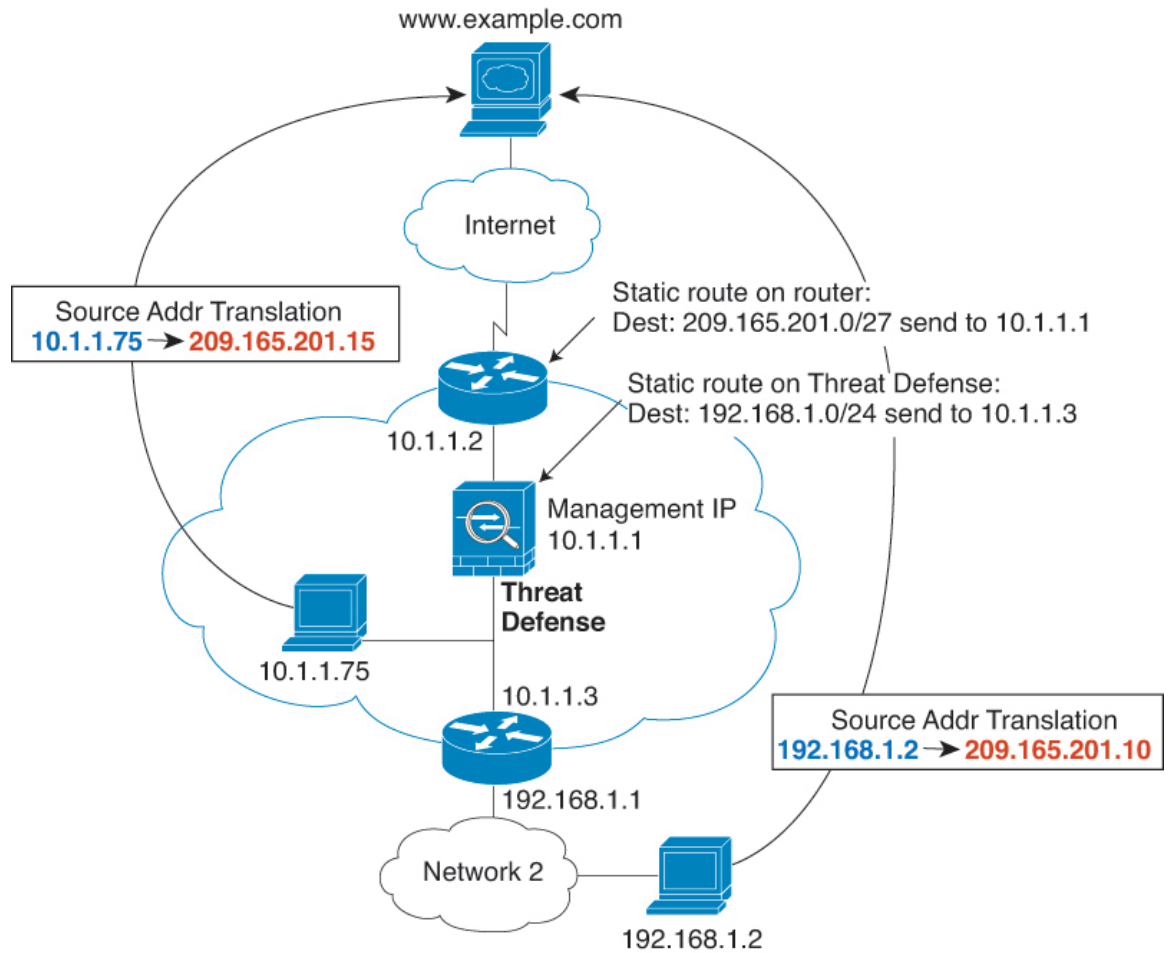 www.example.com
Internet
Static route on router:
Dest: 209.165.201.0/27 send to 10.1.1.1
Source Addr Translation
10.1.1.75 → 209.165.201.15
Static route on Threat Defense:
Dest: 192.168.1.0/24 send to 10.1.1.3
10.1.1.2
Management IP
10.1.1.1
Threat
Defense
10.1.1.75
10.1.1.3
Source Addr Translation
192.168.1.2 → 209.165.201.10
192.168.1.1
Network 2
192.168.1.2